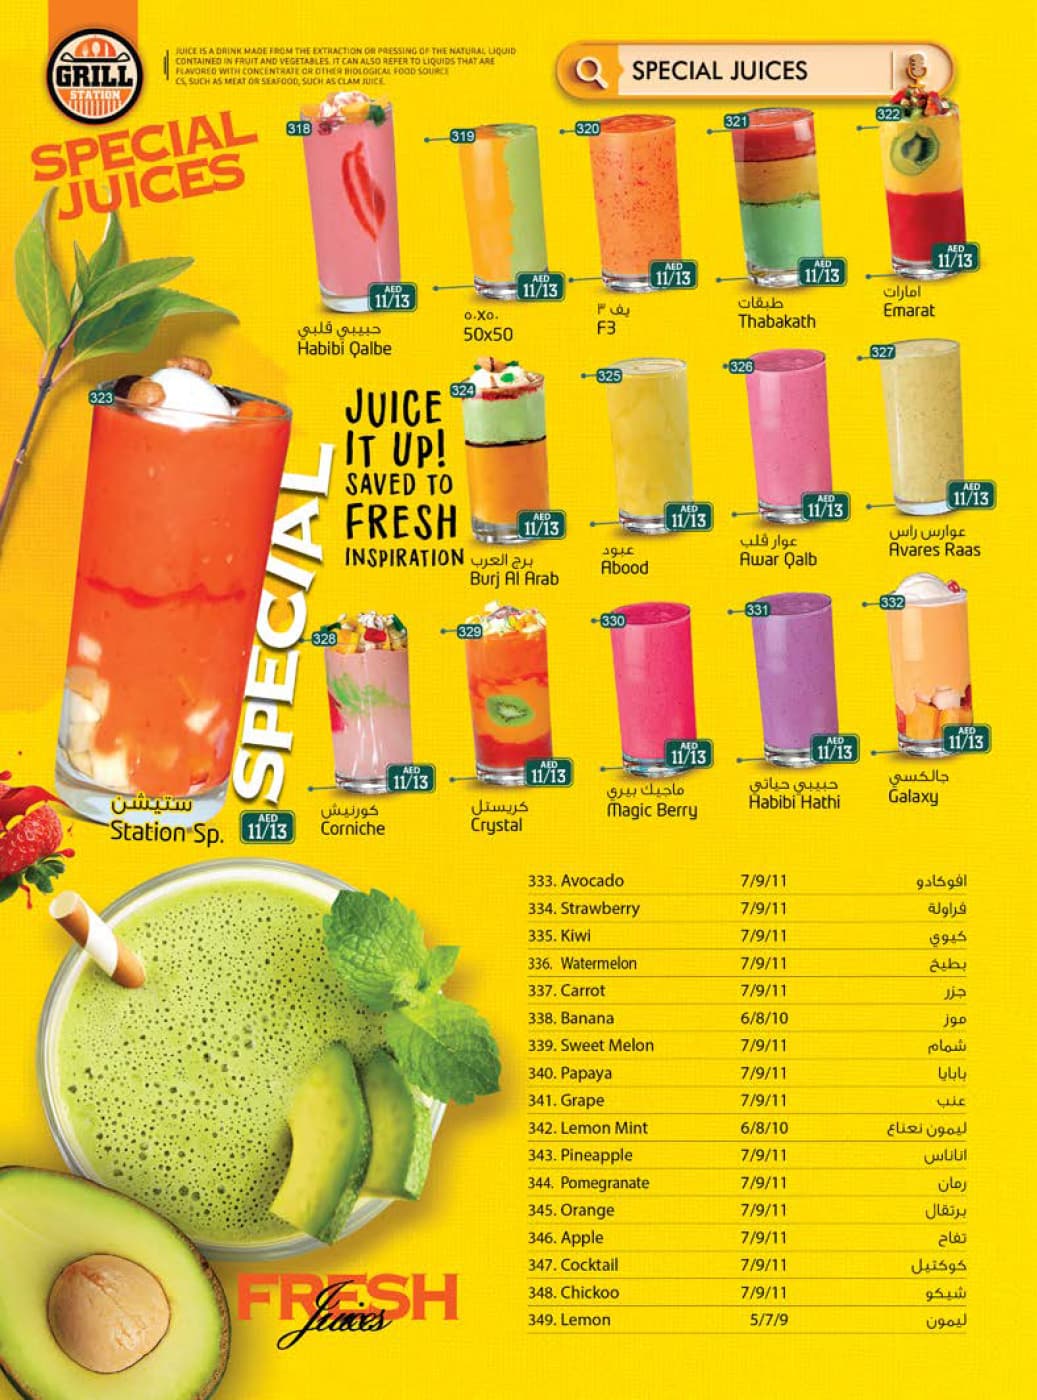 GRILL
STATION
JUICE IS A DRINK MADE FROM THE EXTRACTION OR PRESSING OF THE NATURAL LIQUID
CONTAINED IN FRUIT AND VEGETABLES. IT CAN ALSO REFER TO LIQUIDS THAT ARE
FLAVORED WITH CONCENTRATE OR OTHER BIOLOGICAL FOOD SOURCE
CS, SUCH AS MEAT OR SEAFOOD, SUCH AS CLAM JUICE.
SPECIAL JUICES
SPECIAL
JUICES
318
AED
11/13
حبيبي قلبي
Habibi Qalbe
319
AED
11/13
٥٠x٥٠
50x50
320
AED
11/13
يف ٣
F3
321
AED
11/13
طبقات
Thabakath
322
AED
11/13
امارات
Emarat
323
SPECIAL
ستيشن
Station Sp.
AED
11/13
JUICE
IT UP!
SAVED TO
FRESH
INSPIRATION
324
AED
11/13
برج العرب
Burj Al Arab
325
AED
11/13
عبود
Abood
326
AED
11/13
عوار قلب
Awar Qalb
327
AED
11/13
عوارس راس
Avares Raas
328
AED
11/13
كورنيش
Corniche
329
AED
11/13
كريستل
Crystal
330
AED
11/13
ماجيك بيري
Magic Berry
331
AED
11/13
حبيبي حياتي
Habibi Hathi
332
AED
11/13
جالكسي
Galaxy
333. Avocado 7/9/11 افوكادو
334. Strawberry 7/9/11 فراولة
335. Kiwi 7/9/11 كيوي
336. Watermelon 7/9/11 بطيخ
337. Carrot 7/9/11 جزر
338. Banana 6/8/10 موز
339. Sweet Melon 7/9/11 شمام
340. Papaya 7/9/11 بابايا
341. Grape 7/9/11 عنب
342. Lemon Mint 6/8/10 ليمون نعناع
343. Pineapple 7/9/11 اناناس
344. Pomegranate 7/9/11 رمان
345. Orange 7/9/11 برتقال
346. Apple 7/9/11 تفاح
347. Cocktail 7/9/11 كوكتيل
348. Chickoo 7/9/11 شيكو
349. Lemon 5/7/9 ليمون
FRESH
Juices